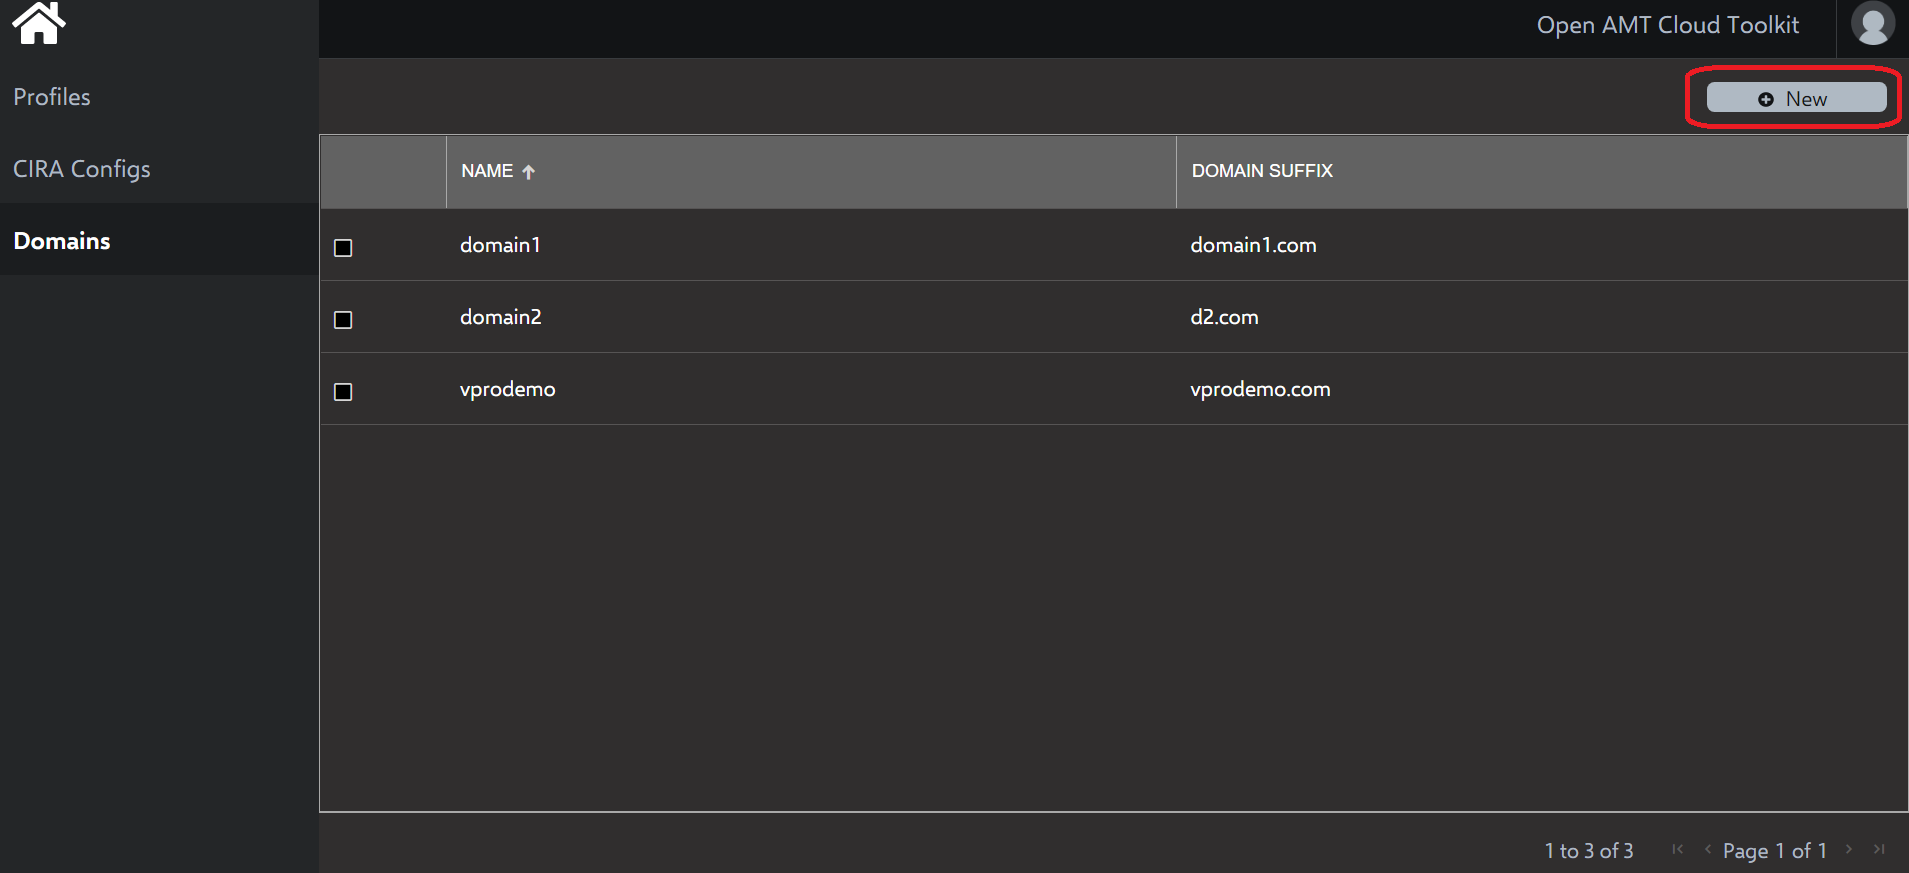 Open AMT Cloud Toolkit
Profiles
CIRA Configs
Domains
New
NAME DOMAIN SUFFIX
domain1 domain1.com
domain2 d2.com
vprodemo vprodemo.com
1 to 3 of 3 Page 1 of 1